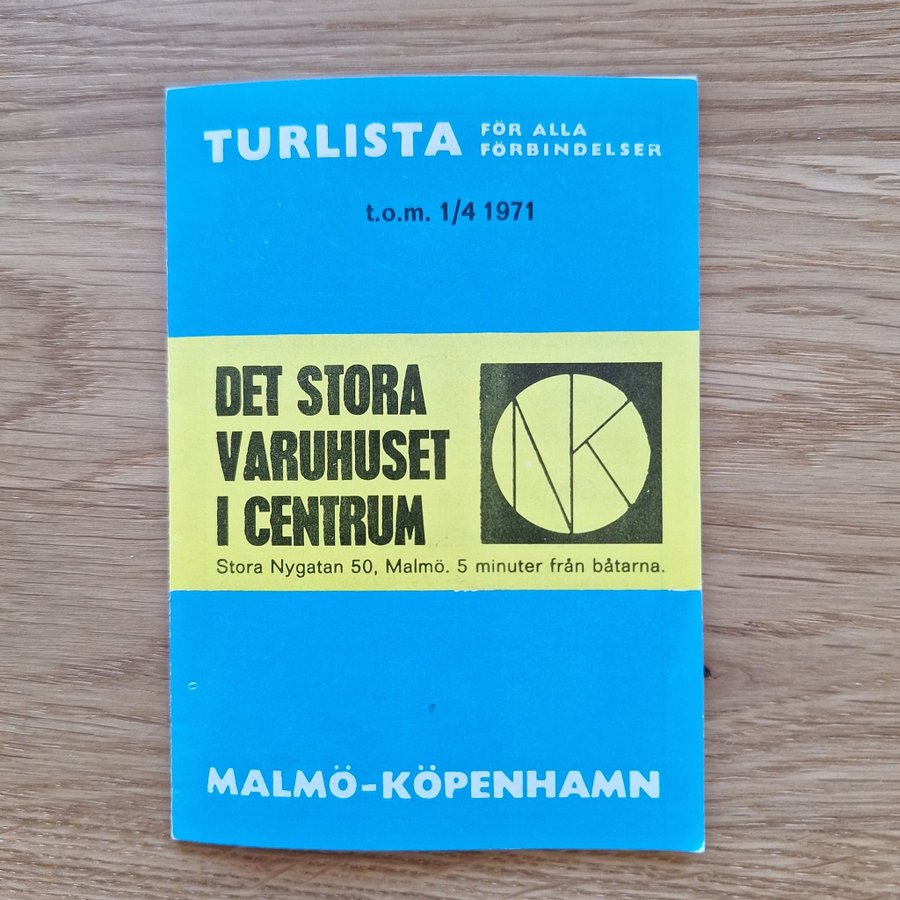 TURLISTA FÖR ALLA
FÖRBINDELSER
t.o.m. 1/4 1971
DET STORA
VARUHUSET
I CENTRUM
NK
Stora Nygatan 50, Malmö. 5 minuter från båtarna.
MALMÖ-KÖPENHAMN